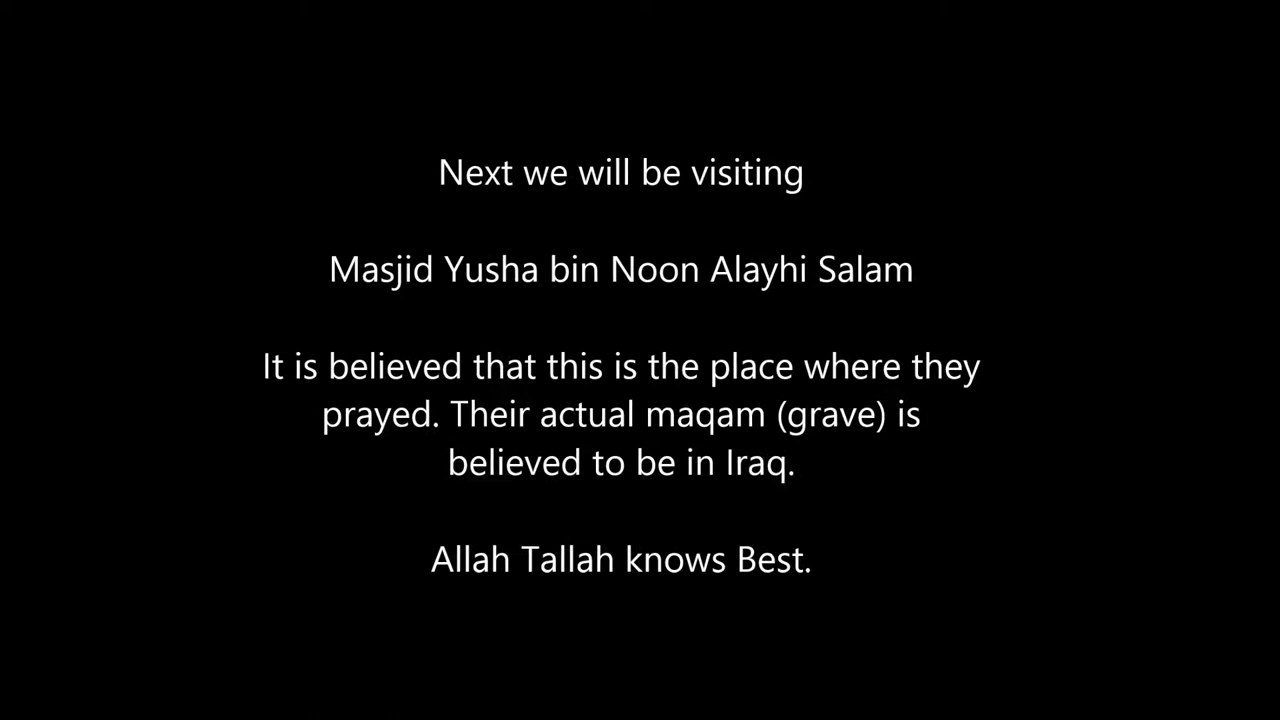 Next we will be visiting
Masjid Yusha bin Noon Alayhi Salam
It is believed that this is the place where they
prayed. Their actual maqam (grave) is
believed to be in Iraq.
Allah Tallah knows Best.